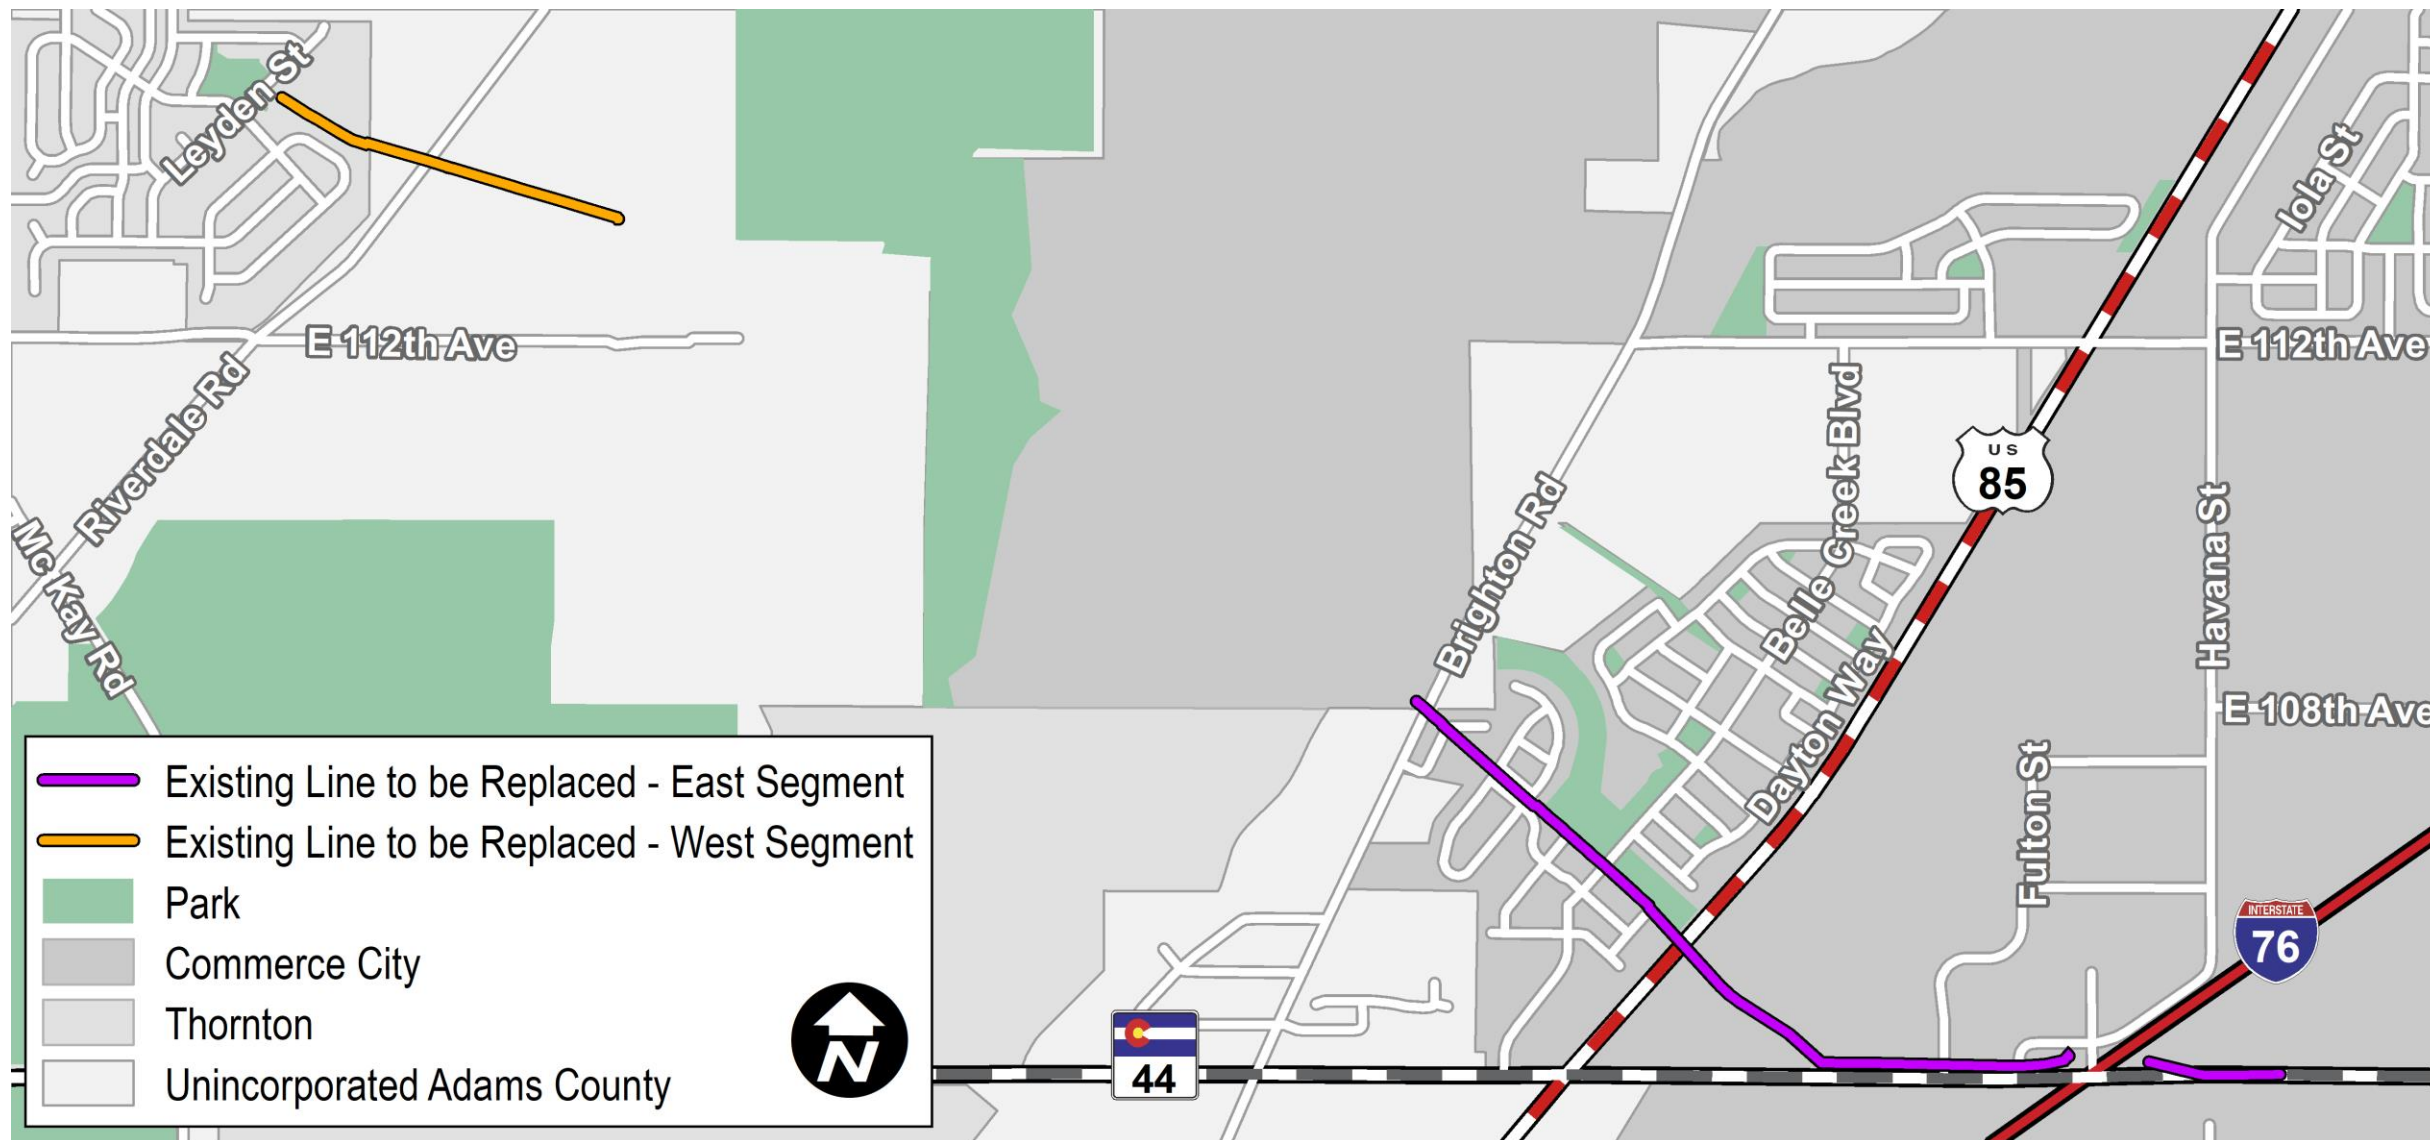 Leyden St
Iola St
E 112th Ave
E 112th Ave
Riverdale Rd
Belle Creek Blvd
US
85
Brighton Rd
Havana St
Mc Kay Rd
Dayton Way
E 108th Ave
Fulton St
Existing Line to be Replaced - East Segment
Existing Line to be Replaced - West Segment
Park
Commerce City
Thornton
Unincorporated Adams County
N
INTERSTATE
76
44